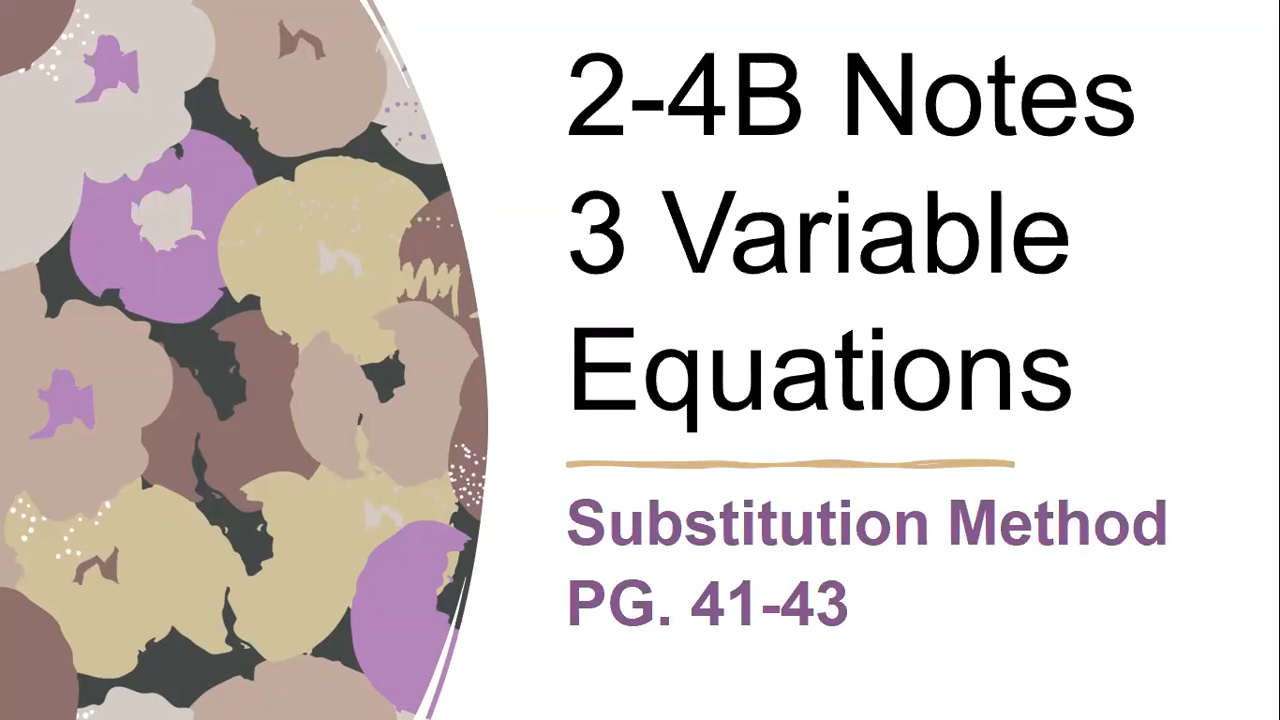 2-4B Notes
3 Variable
Equations
Substitution Method
PG. 41-43